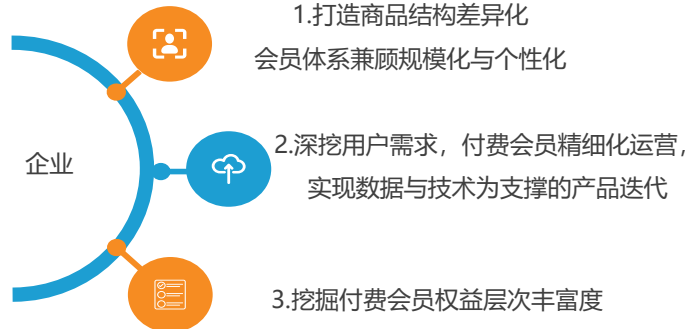 1.打造商品结构差异化
会员体系兼顾规模化与个性化
企业
2.深挖用户需求，付费会员精细化运营，
实现数据与技术为支撑的产品迭代
3.挖掘付费会员权益层次丰富度